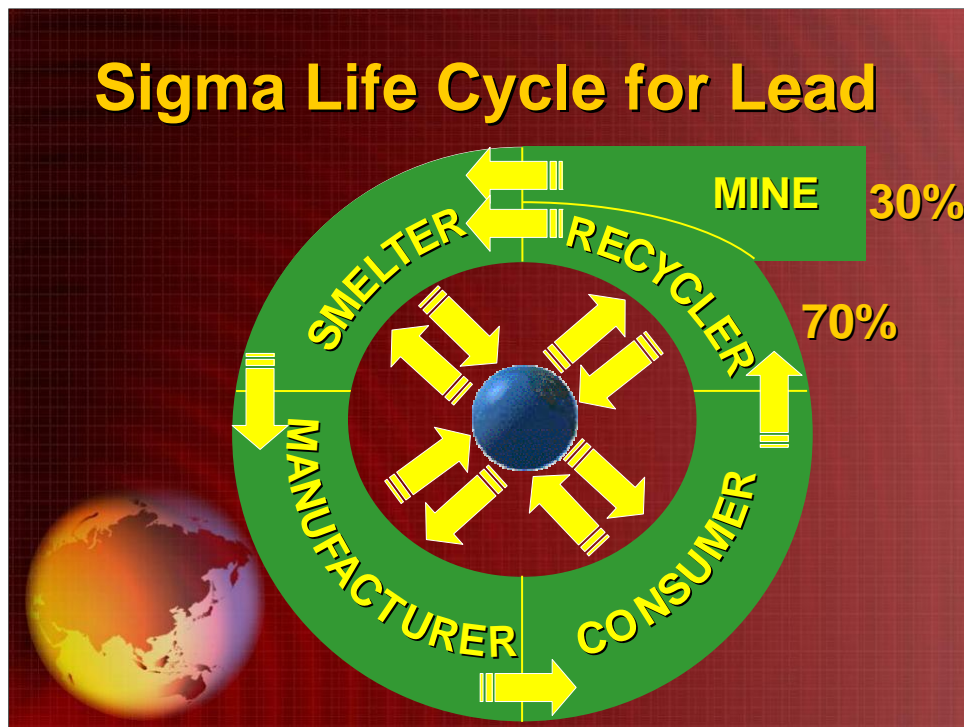 Sigma Life Cycle for Lead
MINE
30%
RECYCLER
70%
SMELTER
MANUFACTURER
CONSUMER